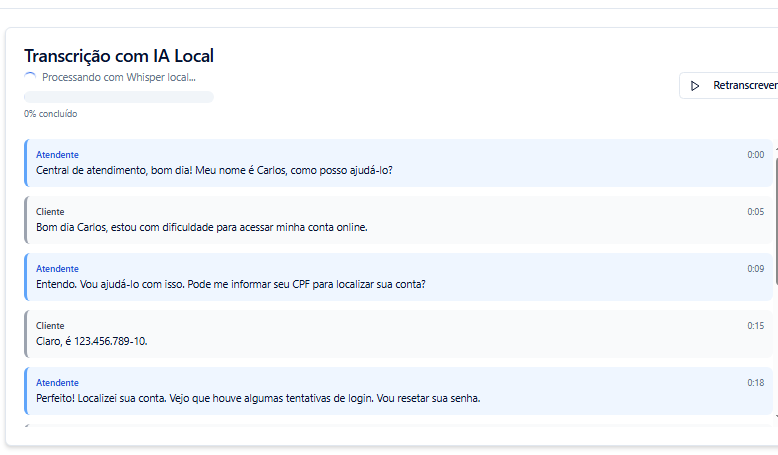 Transcrição com IA Local
Processando com Whisper local...
Retranscrever
0% concluído
Atendente
0:00
Central de atendimento, bom dia! Meu nome é Carlos, como posso ajudá-lo?
Cliente
0:05
Bom dia Carlos, estou com dificuldade para acessar minha conta online.
Atendente
0:09
Entendo. Vou ajudá-lo com isso. Pode me informar seu CPF para localizar sua conta?
Cliente
0:15
Claro, é 123.456.789-10.
Atendente
0:18
Perfeito! Localizei sua conta. Vejo que houve algumas tentativas de login. Vou resetar sua senha.